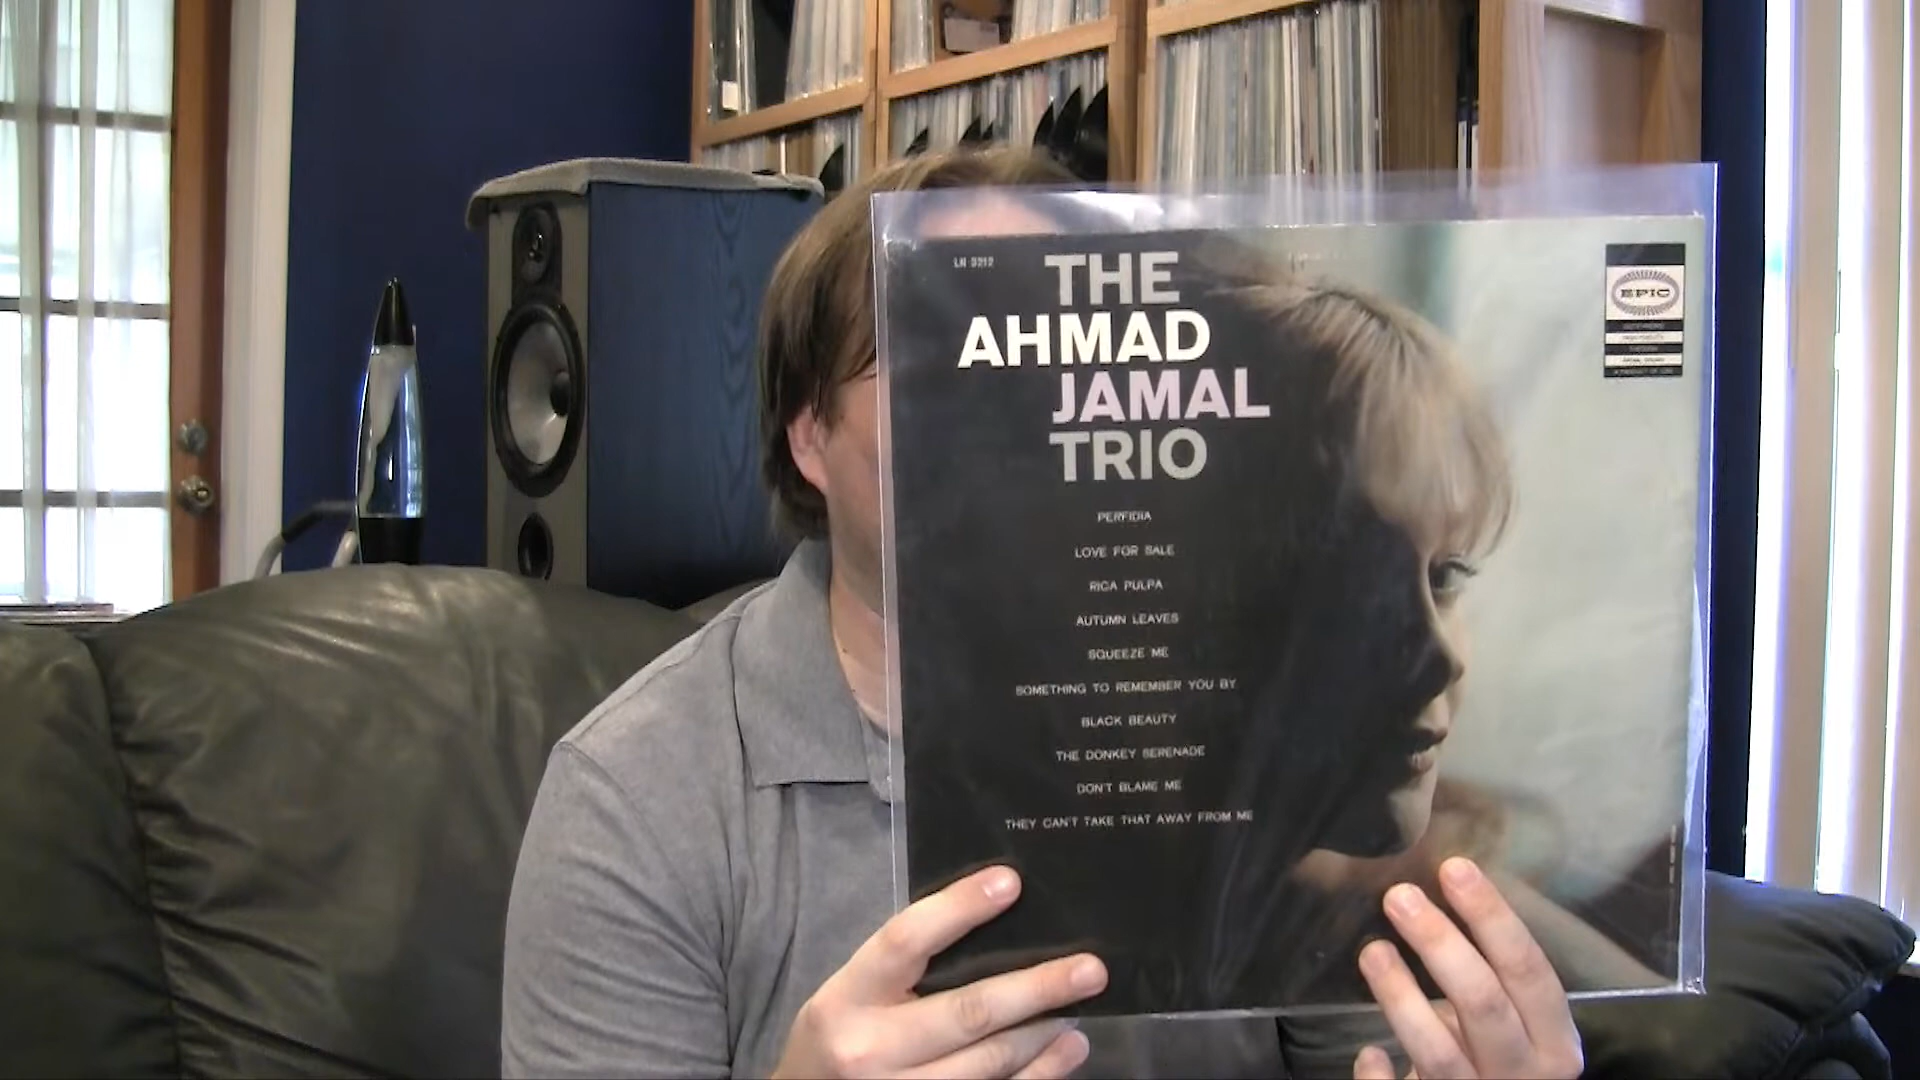 LN 3212
THE
AHMAD
JAMAL
TRIO
EPIC
PERFIDIA
LOVE FOR SALE
RICA PULPA
AUTUMN LEAVES
SQUEEZE ME
SOMETHING TO REMEMBER YOU BY
BLACK BEAUTY
THE DONKEY SERENADE
DON'T BLAME ME
THEY CAN'T TAKE THAT AWAY FROM ME